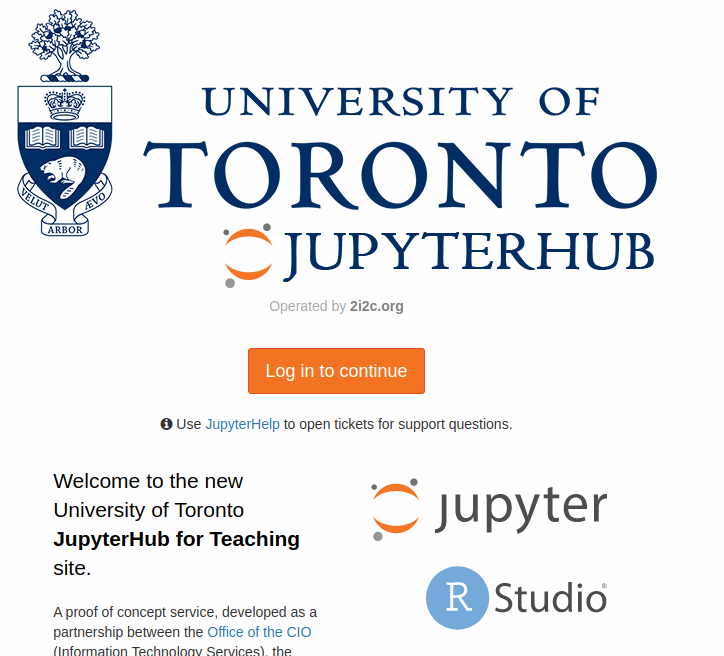 UNIVERSITY OF
TORONTO
VELUT ÆVO
ARBOR
JUPYTERHUB
Operated by 2i2c.org
Log in to continue
Use JupyterHelp to open tickets for support questions.
Welcome to the new
University of Toronto
JupyterHub for Teaching
site.
jupyter
R Studio®
A proof of concept service, developed as a
partnership between the Office of the CIO
(Information Technology Services), the